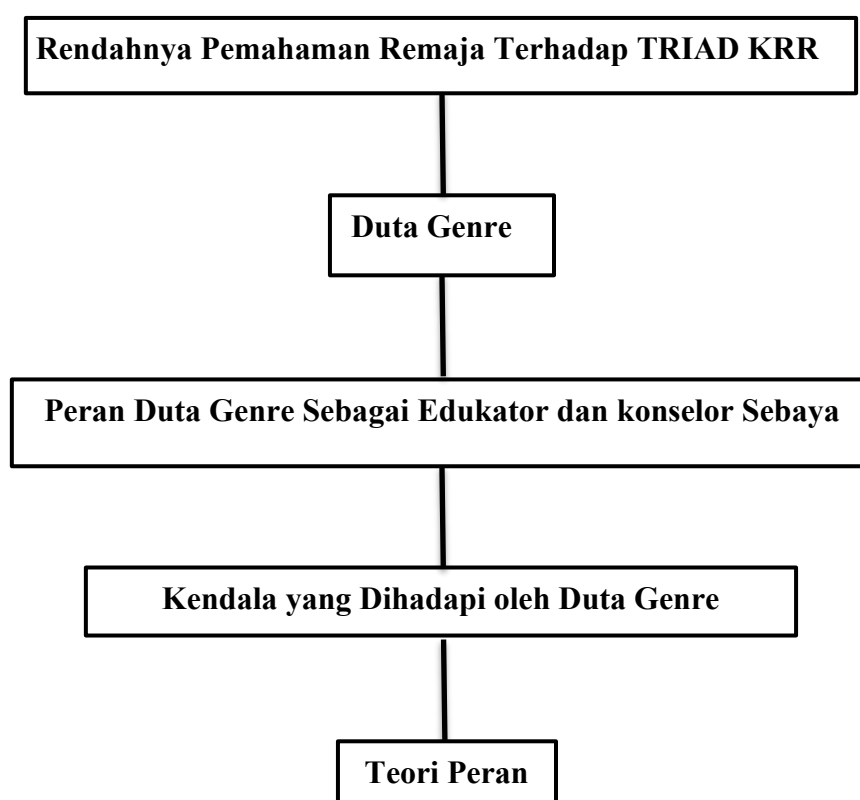 Rendahnya Pemahaman Remaja Terhadap TRIAD KRR
Duta Genre
Peran Duta Genre Sebagai Edukator dan konselor Sebaya
Kendala yang Dihadapi oleh Duta Genre
Teori Peran